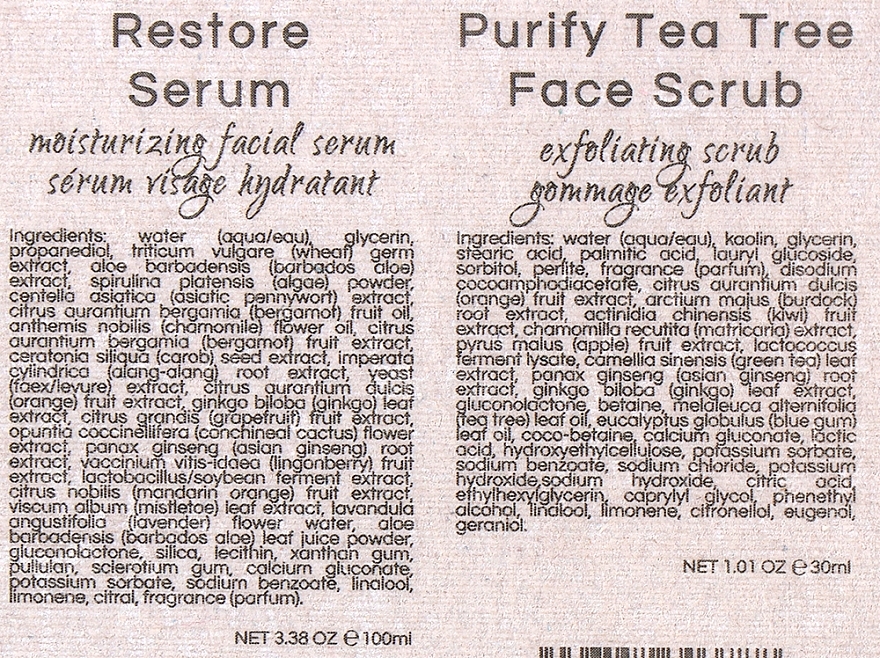 Restore
Serum
moisturizing facial serum
sérum visage hydratant
Ingredients: water (aqua/eau), glycerin,
propanediol, triticum vulgare (wheat) germ
extract, aloe barbadensis (barbados aloe)
extract, spirulina platensis (algae) powder,
centella asiatica (asiatic pennywort) extract,
citrus aurantium bergamia (bergamot) fruit oil,
anthemis nobilis (chamomile) flower oil, citrus
aurantium bergamia (bergamot) fruit extract,
ceratonia siliqua (carob) seed extract, imperata
cylindrica (alang-alang) root extract, yeast
(faex/levure) extract, citrus aurantium dulcis
(orange) fruit extract, ginkgo biloba (ginkgo) leaf
extract, citrus grandis (grapefruit) fruit extract,
opuntia coccinellifera (conchineal cactus) flower
extract, panax ginseng (asian ginseng) root
extract, vaccinium vitis-idaea (lingonberry) fruit
extract, lactobacillus/soybean ferment extract,
citrus nobilis (mandarin orange) fruit extract,
viscum album (mistletoe) leaf extract, lavandula
angustifolia (lavender) flower water, aloe
barbadensis (barbados aloe) leaf juice powder,
gluconolactone, silica, lecithin, xanthan gum,
pullulan, sclerotium gum, calcium gluconate,
potassium sorbate, sodium benzoate, linalool,
limonene, citral, fragrance (parfum).
NET 3.38 OZ ℮ 100ml
Purify Tea Tree
Face Scrub
exfoliating scrub
gommage exfoliant
Ingredients: water (aqua/eau), kaolin, glycerin,
stearic acid, palmitic acid, lauryl glucoside,
sorbitol, perlite, fragrance (parfum), disodium
cocoamphodiacetate, citrus aurantium dulcis
(orange) fruit extract, arctium majus (burdock)
root extract, actinidia chinensis (kiwi) fruit
extract, chamomilla recutita (matricaria) extract,
pyrus malus (apple) fruit extract, lactococcus
ferment lysate, camellia sinensis (green tea) leaf
extract, panax ginseng (asian ginseng) root
extract, ginkgo biloba (ginkgo) leaf extract,
gluconolactone, betaine, melaleuca alternifolia
(tea tree) leaf oil, eucalyptus globulus (blue gum)
leaf oil, coco-betaine, calcium gluconate, lactic
acid, hydroxyethylcellulose, potassium sorbate,
sodium benzoate, sodium chloride, potassium
hydroxide,sodium hydroxide, citric acid,
ethylhexylglycerin, caprylyl glycol, phenethyl
alcohol, linalool, limonene, citronellol, eugenol,
geraniol.
NET 1.01 OZ ℮ 30ml